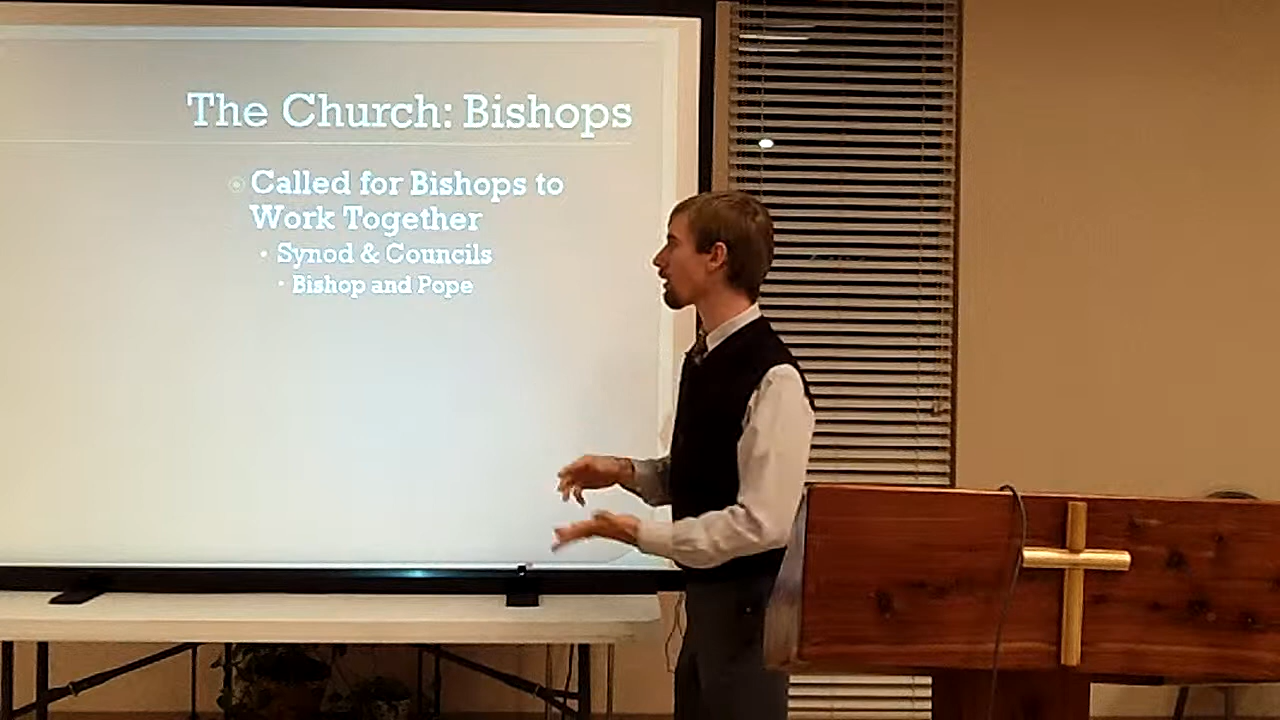 The Church: Bishops
Called for Bishops to
Work Together
Synod & Councils
Bishop and Pope